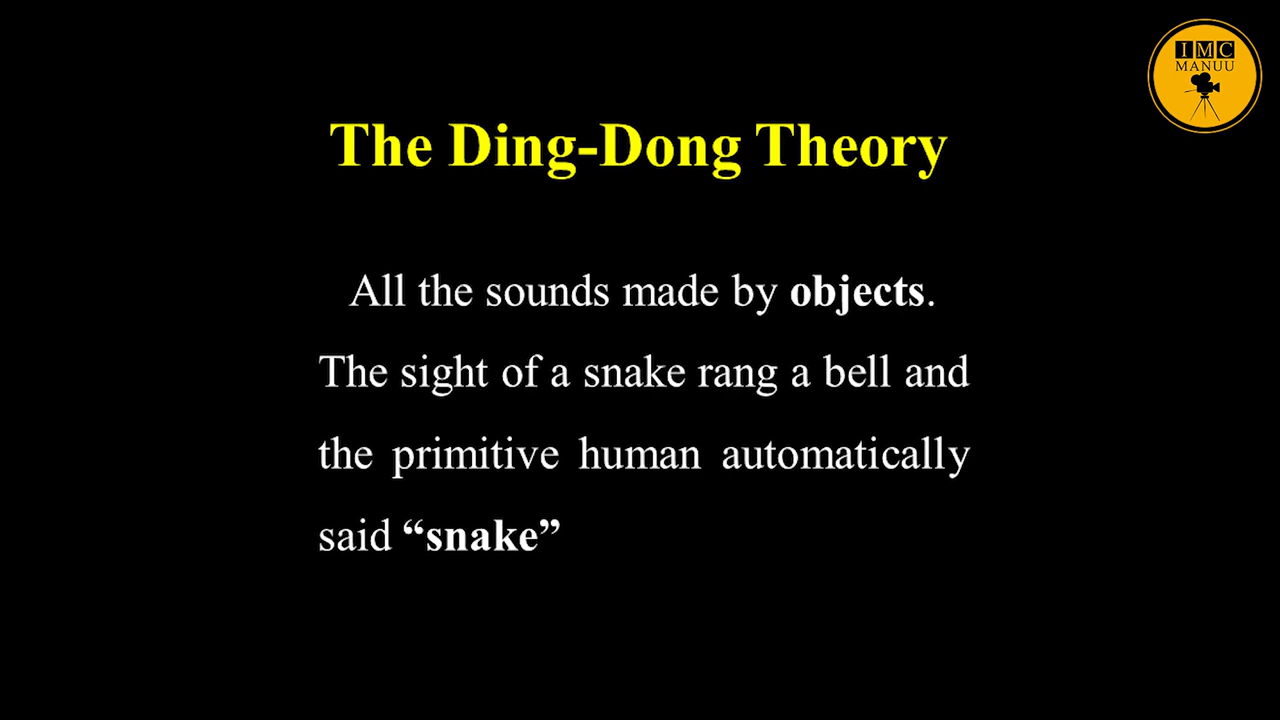 IMC
MANUU
The Ding-Dong Theory
All the sounds made by objects.
The sight of a snake rang a bell and
the primitive human automatically
said “snake”